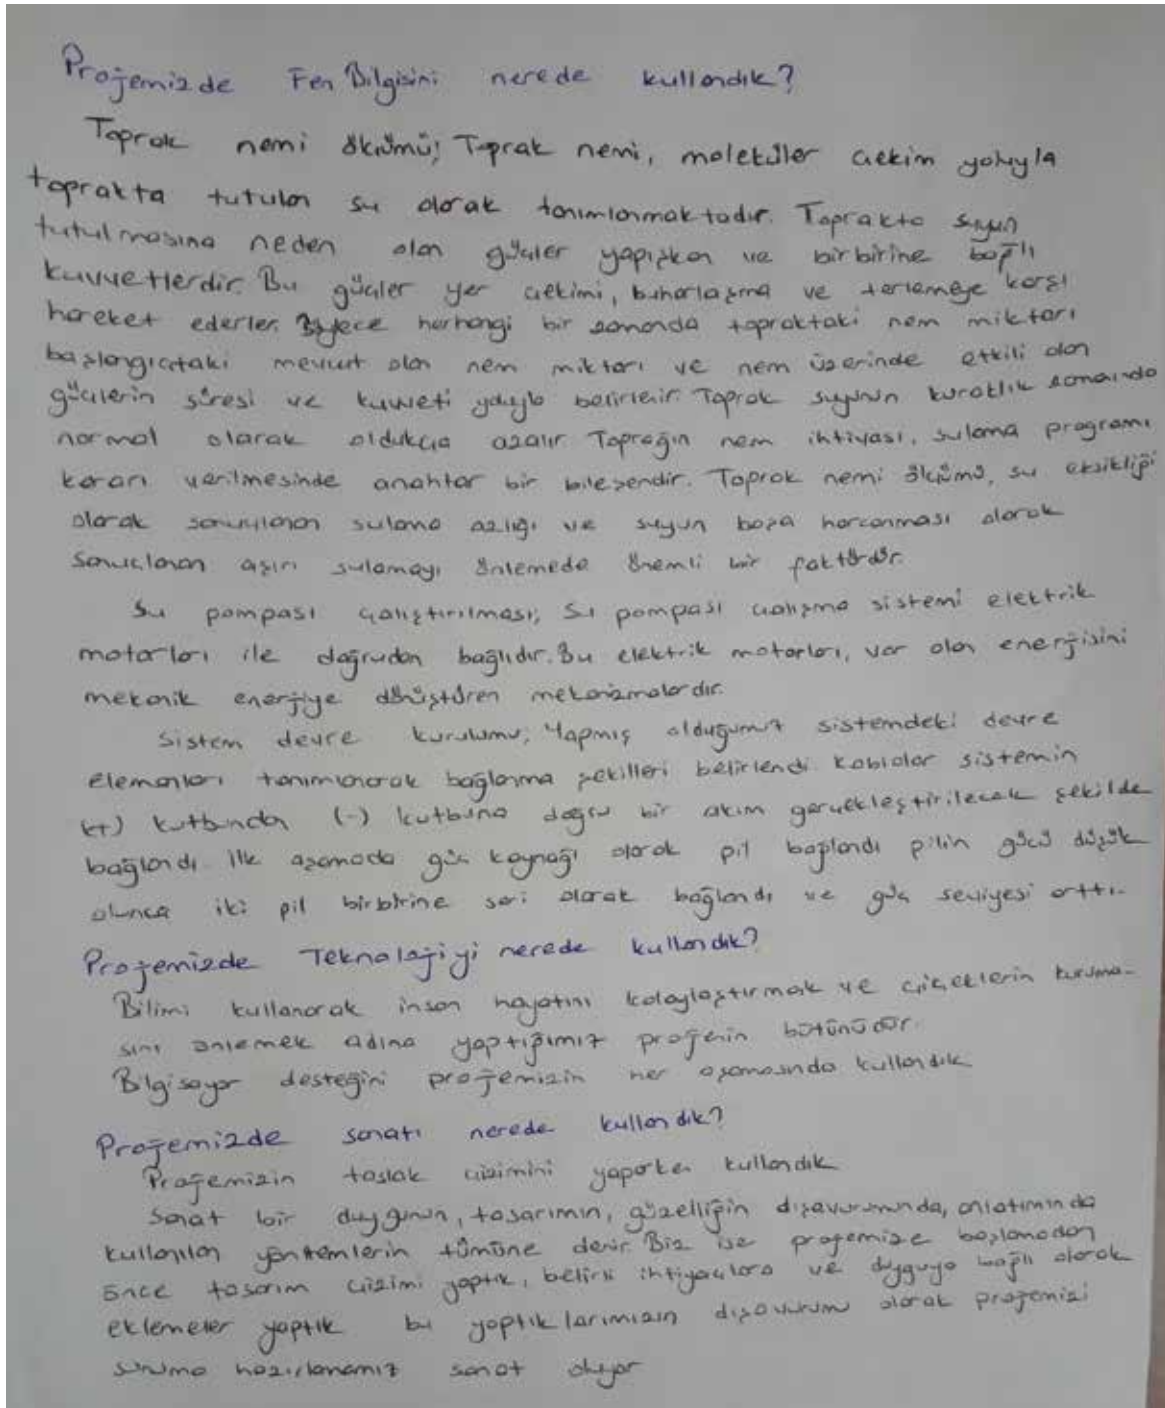 Projemizde Fen Bilgisini nerede kullandık?
Toprak nemi ölçümü; Toprak nemi, moleküler çekim yoluyla
toprakta tutulan su olarak tanımlanmaktadır. Toprakta suyun
tutulmasına neden olan güçler yapışkan ve birbirine bağlı
kuvvetlerdir. Bu güçler yer çekimi, buharlaşma ve terlemeye karşı
hareket ederler. Böylece herhangi bir zamanda topraktaki nem miktarı
başlangıçtaki mevcut olan nem miktarı ve nem üzerinde etkili olan
güçlerin süresi ve kuvveti yoluyla belirlenir. Toprak suyunun kuraklık zamanında
normal olarak oldukça azalır. Toprağın nem ihtiyası, sulama programı
kararı verilmesinde anahtar bir bileşendir. Toprak nemi ölçümü, su eksikliği
olarak sonuçlanan sulama azlığı ve suyun boşa harcanması olarak
Sonuçlanan aşırı sulamayı önlemede önemli bir faktördür.
Su pompası çalıştırılması; Su pompası çalışma sistemi elektrik
motorları ile doğrudan bağlıdır. Bu elektrik motorları, var olan enerjisini
mekanik enerjiye dönüştüren mekanizmalardır.
Sistem devre kurulumu; Yapmış olduğumuz sistemdeki devre
elemanları tanımlanarak bağlanma şekilleri belirlendi. Kablolar sistemin
(+) kutbundan (-) kutbuna doğru bir akım gerçekleştirilecek şekilde
bağlandı. İlk aşamada güç kaynağı olarak pil bağlandı pilin gücü düşük
olunca iki pil birbirine seri olarak bağlandı ve güç seviyesi arttı.
Projemizde Teknolojiyi nerede kullandık?
Bilimi kullanarak insan hayatını kolaylaştırmak ve çiçeklerin kuruma-
sını önlemek adına yaptığımız projenin bütünüdür.
Bilgisayar desteğini projemizin her aşamasında kullandık
Projemizde sanatı nerede kullandık?
Projemizin taslak çizimini yaparken kullandık
Sanat bir duygunun, tasarımın, güzelliğin dışavurumunda, anlatımında
kullanılan yöntemlerin tümüne denir. Biz ise projemize başlamadan
önce tasarım çizimi yaptık, belirli ihtiyaçlara ve duyguya bağlı olarak
eklemeler yaptık bu yaptıklarımızın dışavurumu olarak projemizi
sunuma hazırlanamız sanat oluyor